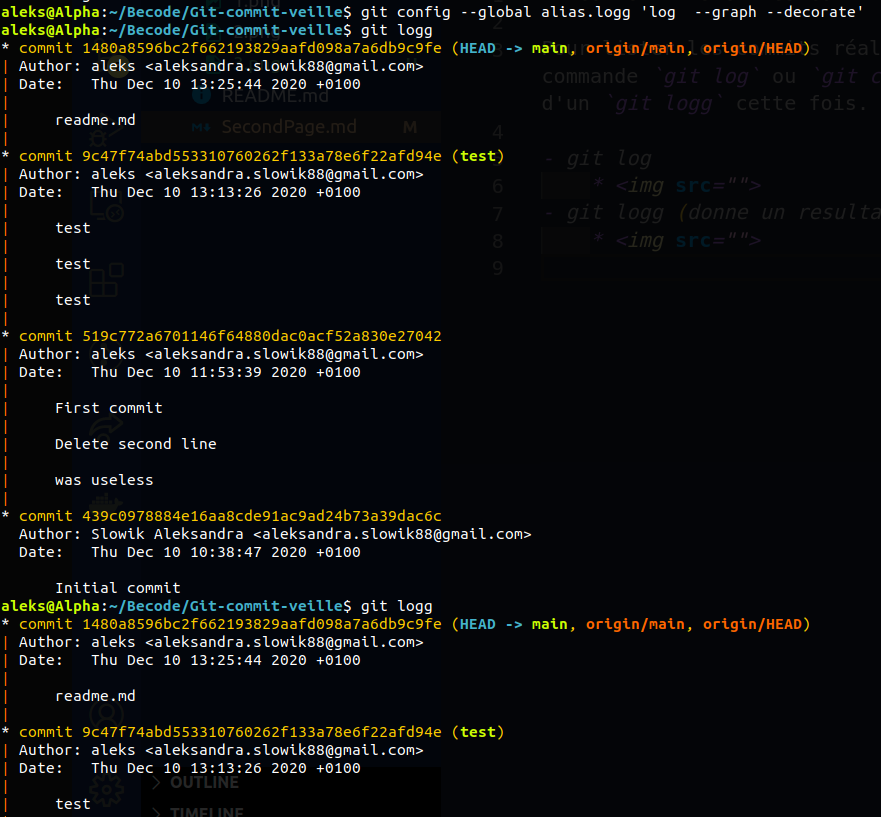 aleks@Alpha:~/Becode/Git-commit-veille$ git config --global alias.logg 'log  --graph --decorate'
aleks@Alpha:~/Becode/Git-commit-veille$ git logg
* commit 1480a8596bc2f662193829aafd098a7a6db9c9fe (HEAD -> main, origin/main, origin/HEAD)
| Author: aleks <aleksandra.slowik88@gmail.com>
| Date:   Thu Dec 10 13:25:44 2020 +0100
|
|     readme.md
|
* commit 9c47f74abd553310760262f133a78e6f22afd94e (test)
| Author: aleks <aleksandra.slowik88@gmail.com>
| Date:   Thu Dec 10 13:13:26 2020 +0100
|
|     test
|
|     test
|
|     test
|
* commit 519c772a6701146f64880dac0acf52a830e27042
| Author: aleks <aleksandra.slowik88@gmail.com>
| Date:   Thu Dec 10 11:53:39 2020 +0100
|
|     First commit
|
|     Delete second line
|
|     was useless
|
* commit 439c0978884e16aa8cde91ac9ad24b73a39dac6c
  Author: Slowik Aleksandra <aleksandra.slowik88@gmail.com>
  Date:   Thu Dec 10 10:38:47 2020 +0100

      Initial commit
aleks@Alpha:~/Becode/Git-commit-veille$ git logg
* commit 1480a8596bc2f662193829aafd098a7a6db9c9fe (HEAD -> main, origin/main, origin/HEAD)
| Author: aleks <aleksandra.slowik88@gmail.com>
| Date:   Thu Dec 10 13:25:44 2020 +0100
|
|     readme.md
|
* commit 9c47f74abd553310760262f133a78e6f22afd94e (test)
| Author: aleks <aleksandra.slowik88@gmail.com>
| Date:   Thu Dec 10 13:13:26 2020 +0100
|
|     test
README.md
SecondPage.md M
OUTLINE
TIMELINE
2
3
commande `git log` ou `git c
d'un `git logg` cette fois.
4
- git log
6 * <img src="">
7 - git logg (donne un resulta
8 * <img src="">
9